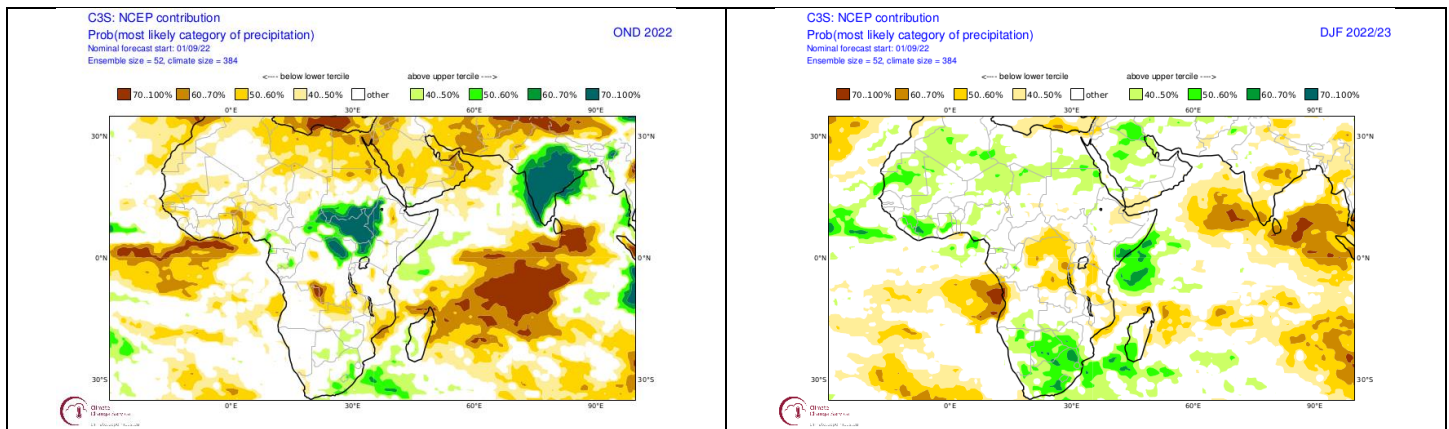 C3S: NCEP contribution
Prob(most likely category of precipitation)
OND 2022
Nominal forecast start: 01/09/22
Ensemble size = 52, climate size = 384
<---- below lower tercile above upper tercile ---->
70..100% 60..70% 50..60% 40..50% other 40..50% 50..60% 60..70% 70..100%
0°E 30°E 60°E 90°E
30°N 30°N
0°N 0°N
30°S 30°S
0°E 30°E 60°E 90°E
Climate
Change Service
C3S: NCEP contribution
Prob(most likely category of precipitation)
DJF 2022/23
Nominal forecast start: 01/09/22
Ensemble size = 52, climate size = 384
<---- below lower tercile above upper tercile ---->
70..100% 60..70% 50..60% 40..50% other 40..50% 50..60% 60..70% 70..100%
0°E 30°E 60°E 90°E
30°N 30°N
0°N 0°N
30°S 30°S
0°E 30°E 60°E 90°E
Climate
Change Service